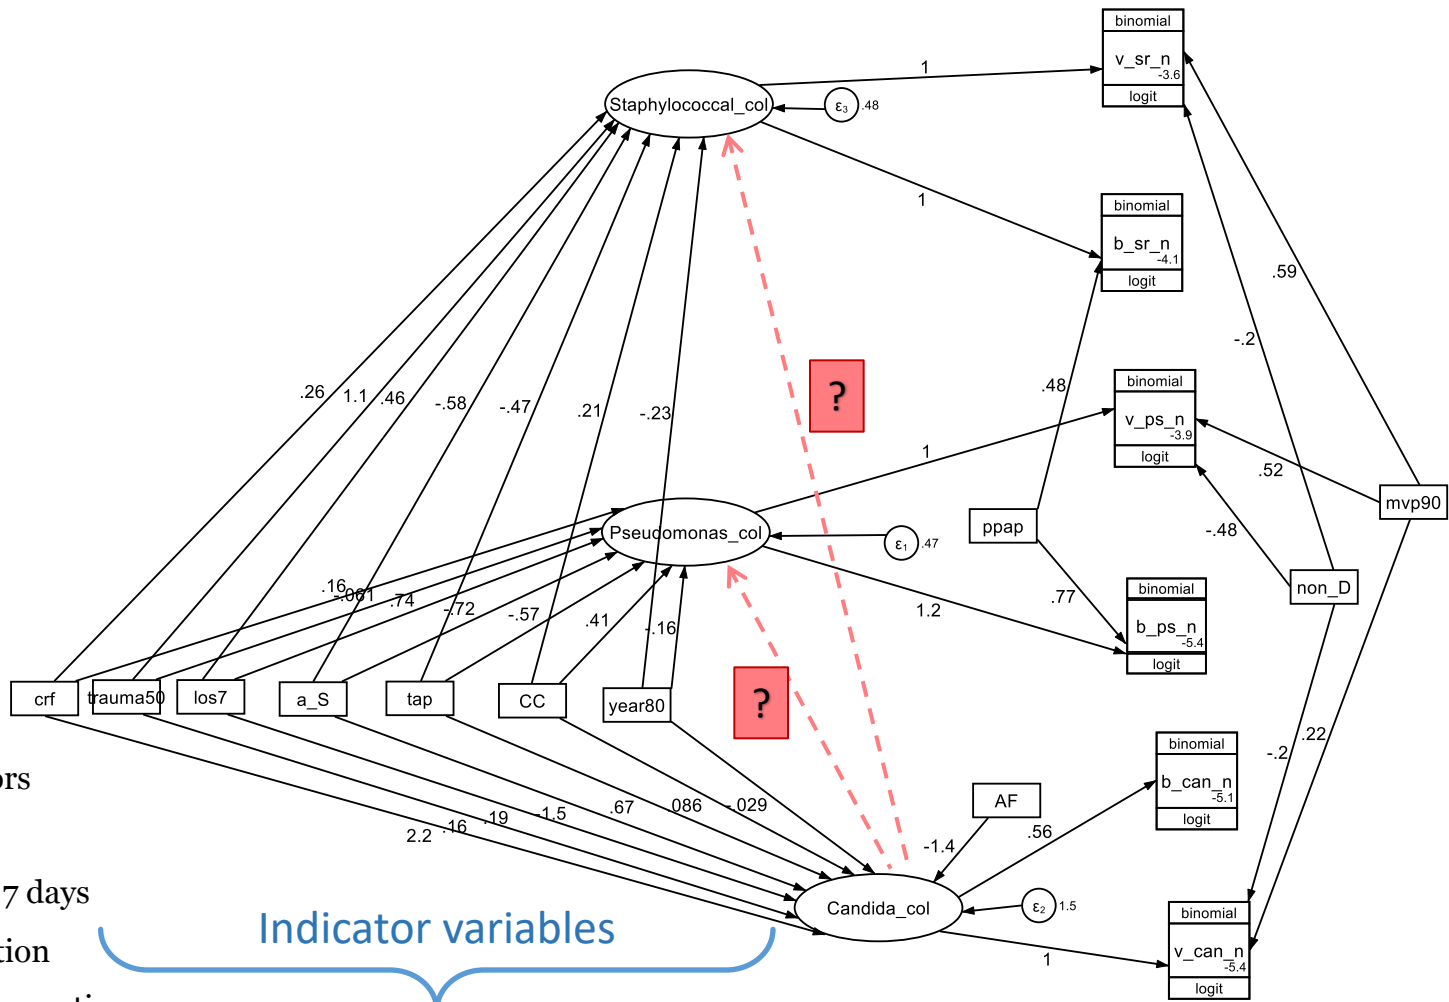 binomial
v_sr_n
-3.6
logit
1
Staphylococcal_col
ε3
.48
1
binomial
b_sr_n
-4.1
logit
.59
-.2
.26
1.1
.46
-.58
-.47
.21
-.23
?
.48
binomial
v_ps_n
-3.9
logit
1
.52
mvp90
ppap
-.48
Pseudomonas_col
ε1
.47
non_D
.16
-.061
.74
-.72
-.57
.41
-.16
1.2
.77
binomial
b_ps_n
-5.4
logit
crf
trauma50
los7
a_S
tap
CC
year80
?
binomial
b_can_n
-5.1
logit
-.2
.22
ors
AF
2.2
.16
.19
-1.5
.67
.086
-.029
-1.4
.56
7 days
Indicator variables
Candida_col
ε2
1.5
binomial
v_can_n
-5.4
logit
1
tion